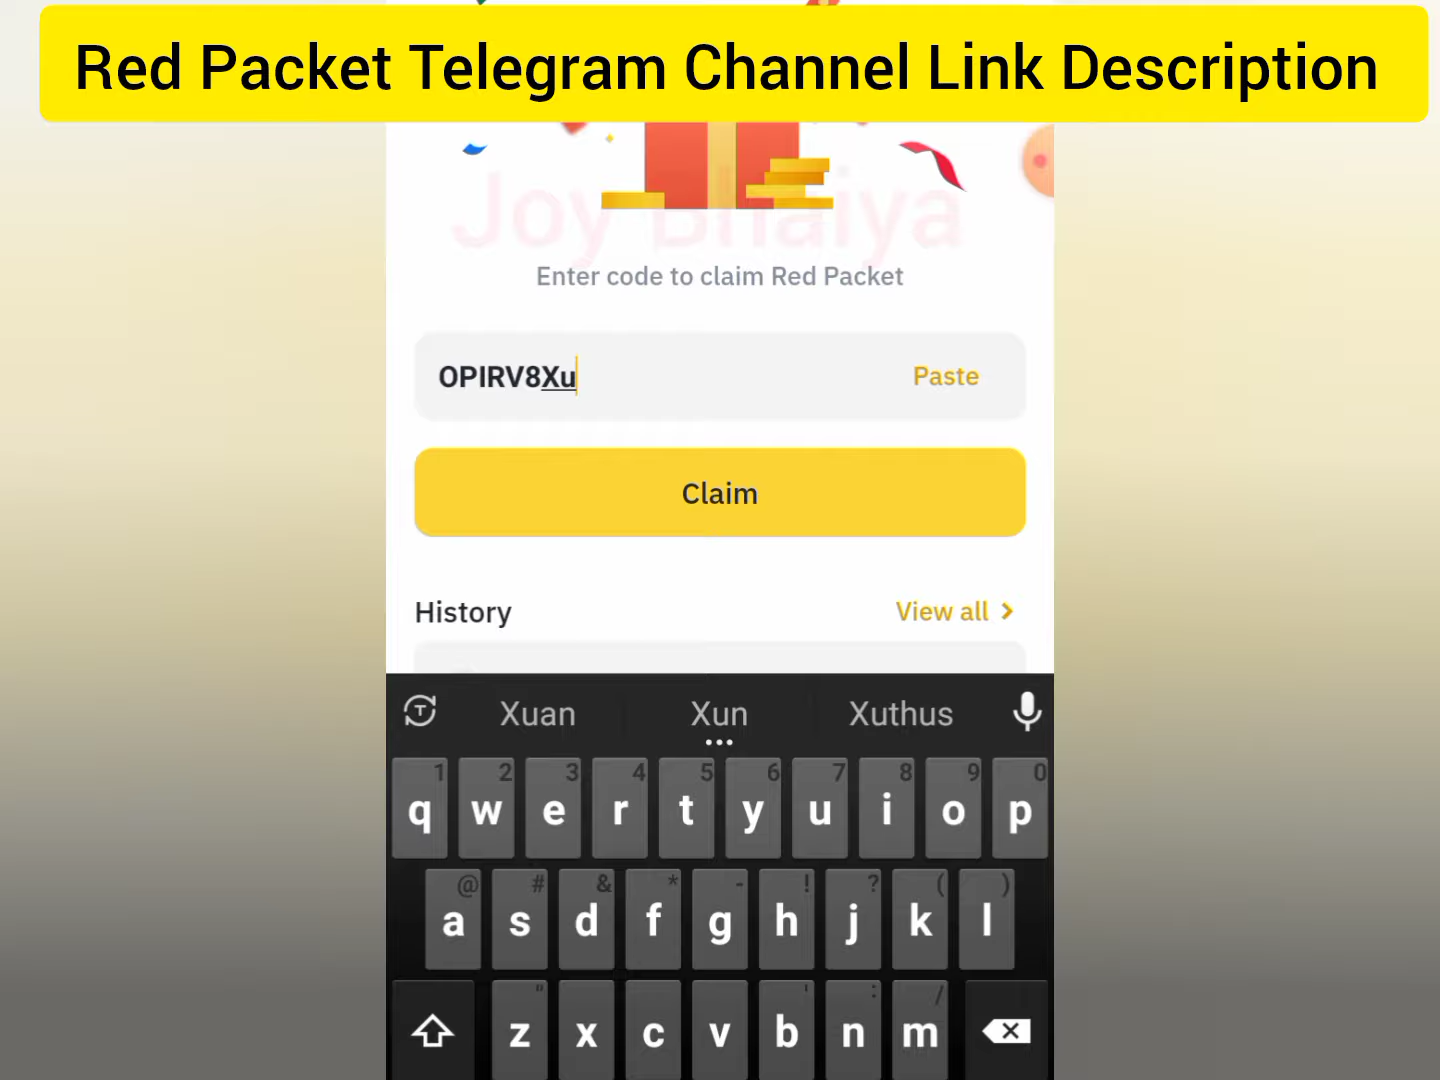 Red Packet Telegram Channel Link Description
Joy Bhaiya
Enter code to claim Red Packet
OPIRV8Xu
Paste
Claim
History
View all >
T
Xuan
Xun
Xuthus
1 2 3 4 5 6 7 8 9 0
q w e r t y u i o p
@ # & * - ! ? ( )
a s d f g h j k l
" ' : /
z x c v b n m